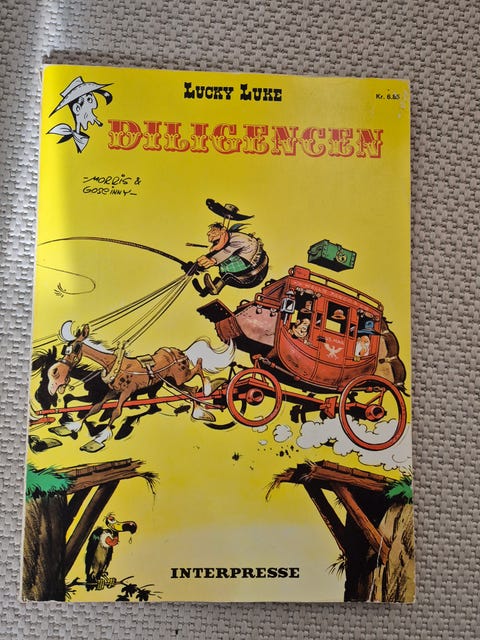 LUCKY LUKE
Kr. 6.85
DILIGENCEN
MORRIS &
GOSCINNY
INTERPRESSE